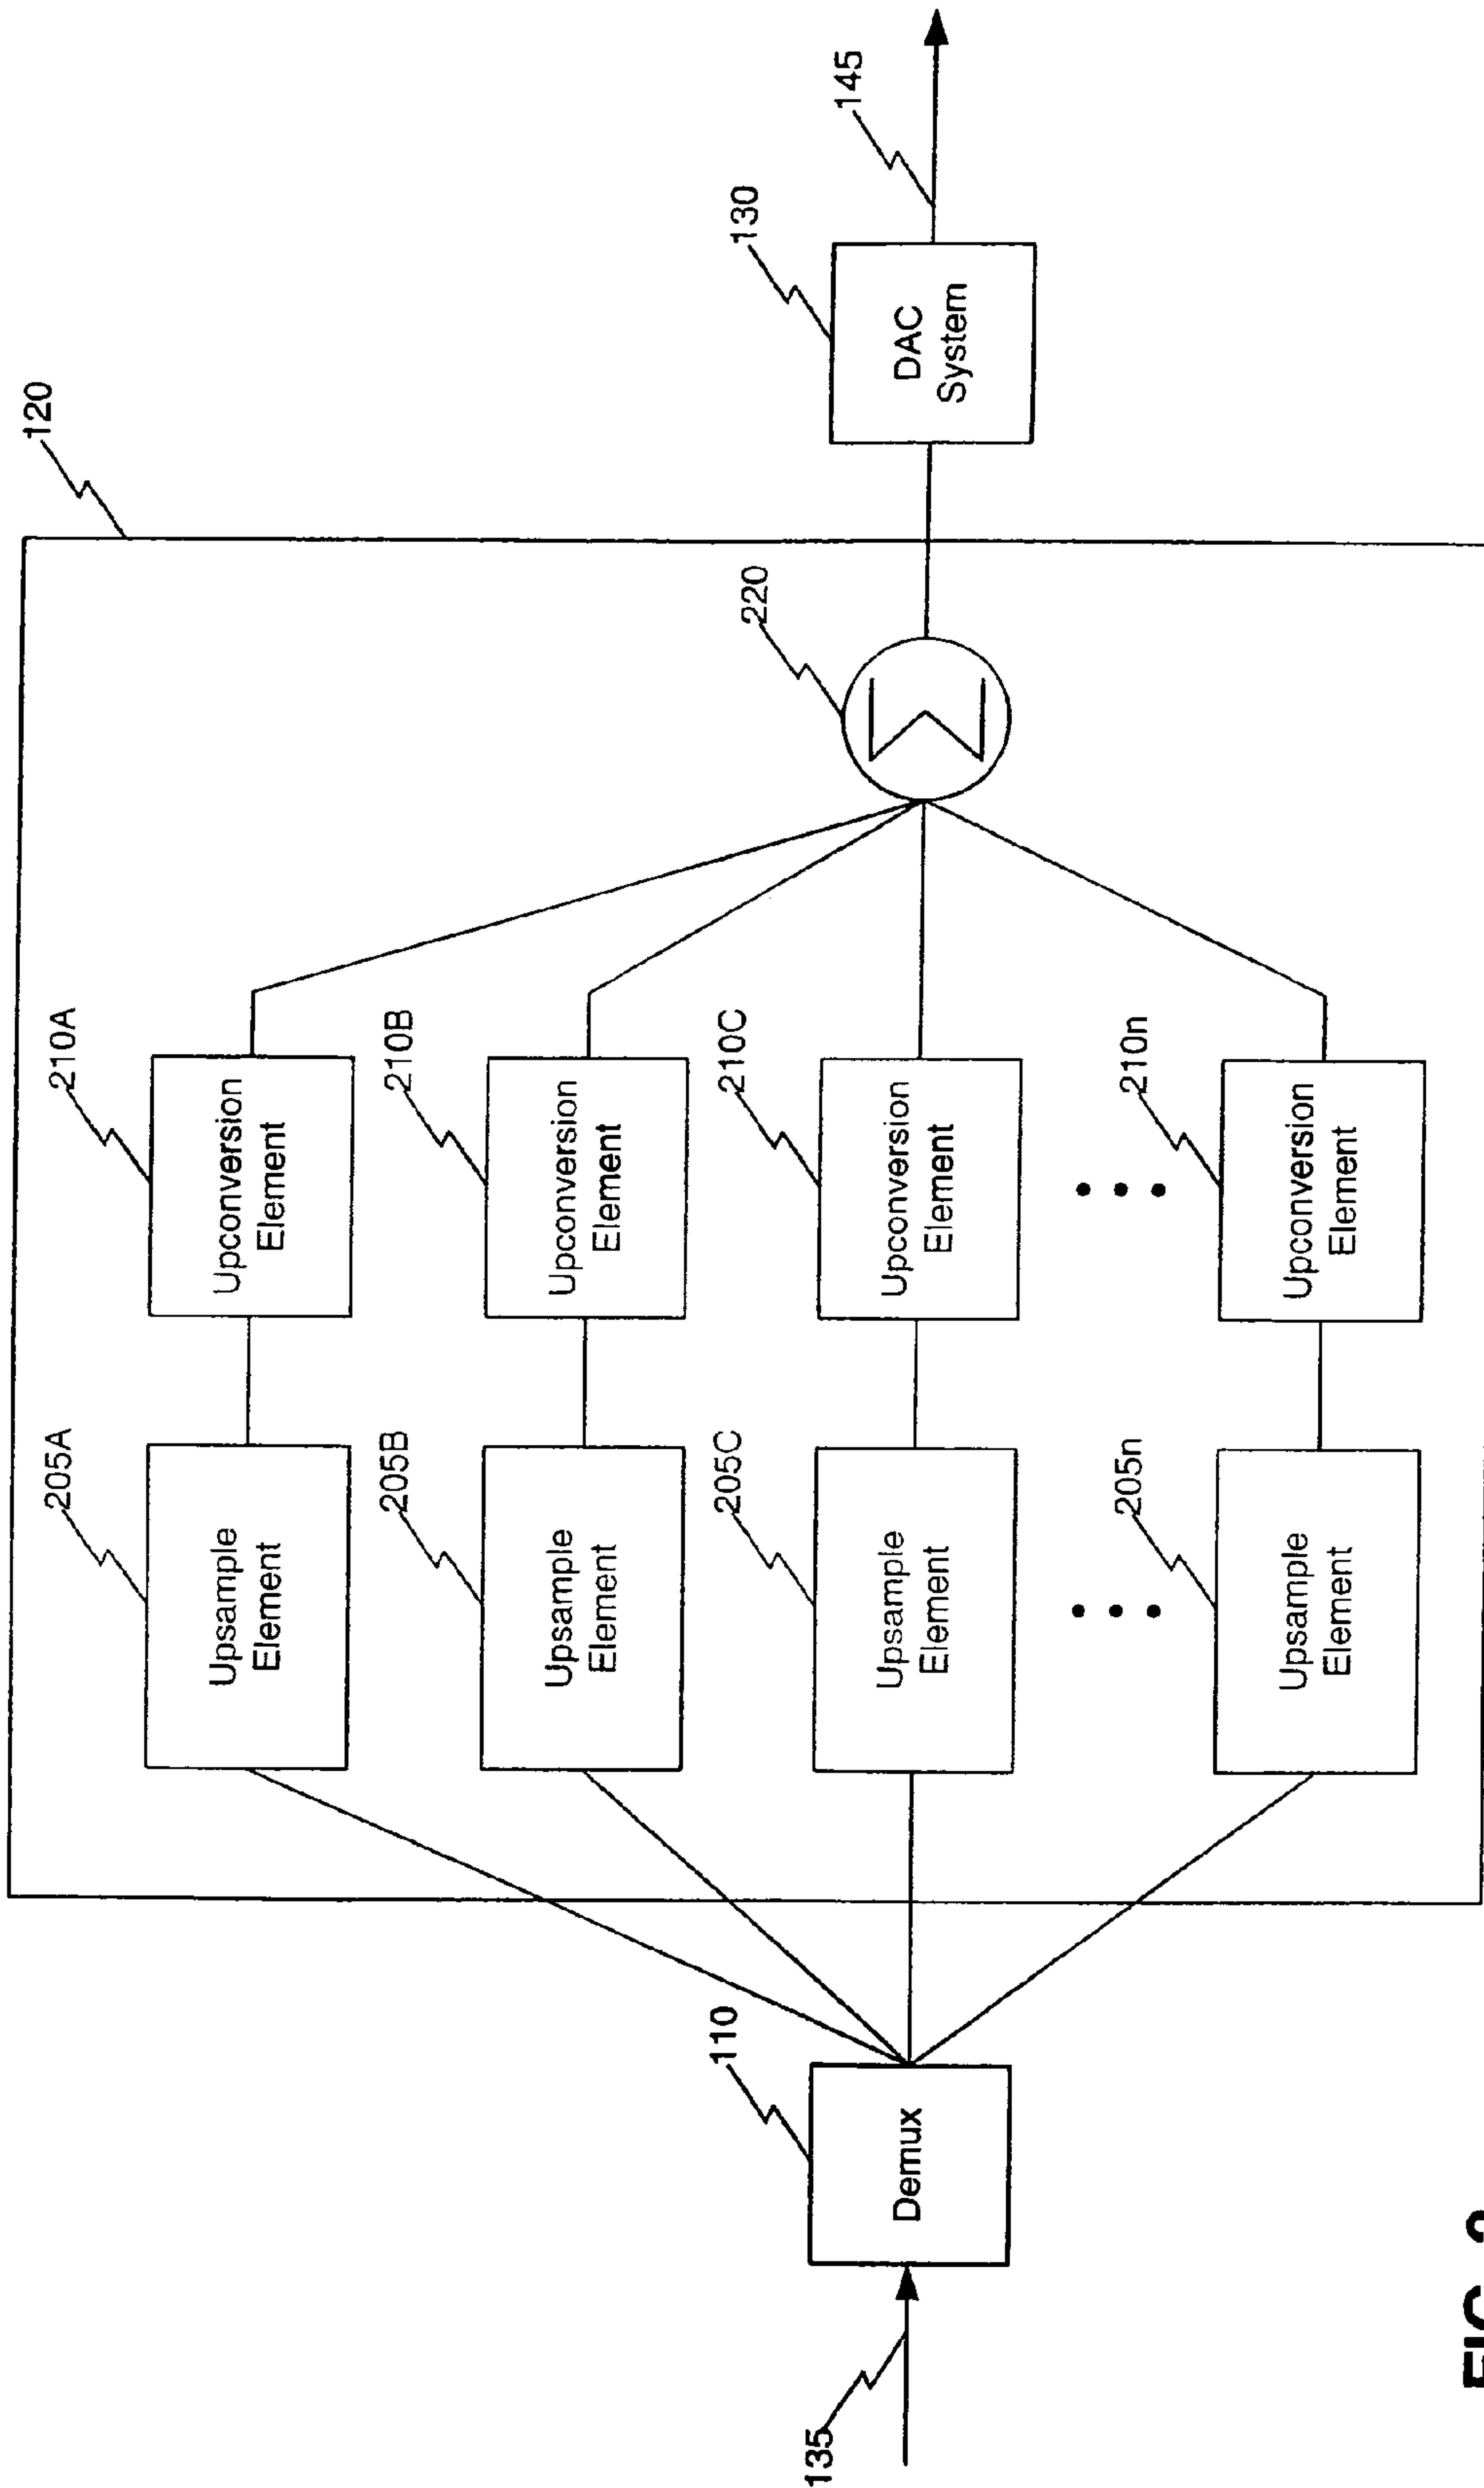 120
205A
210A
Upsample
Element
Upconversion
Element
205B
210B
Upsample
Element
Upconversion
Element
110
205C
210C
220
130
145
135
Demux
Upsample
Element
Upconversion
Element
Σ
DAC
System
205n
210n
Upsample
Element
Upconversion
Element
FIG.